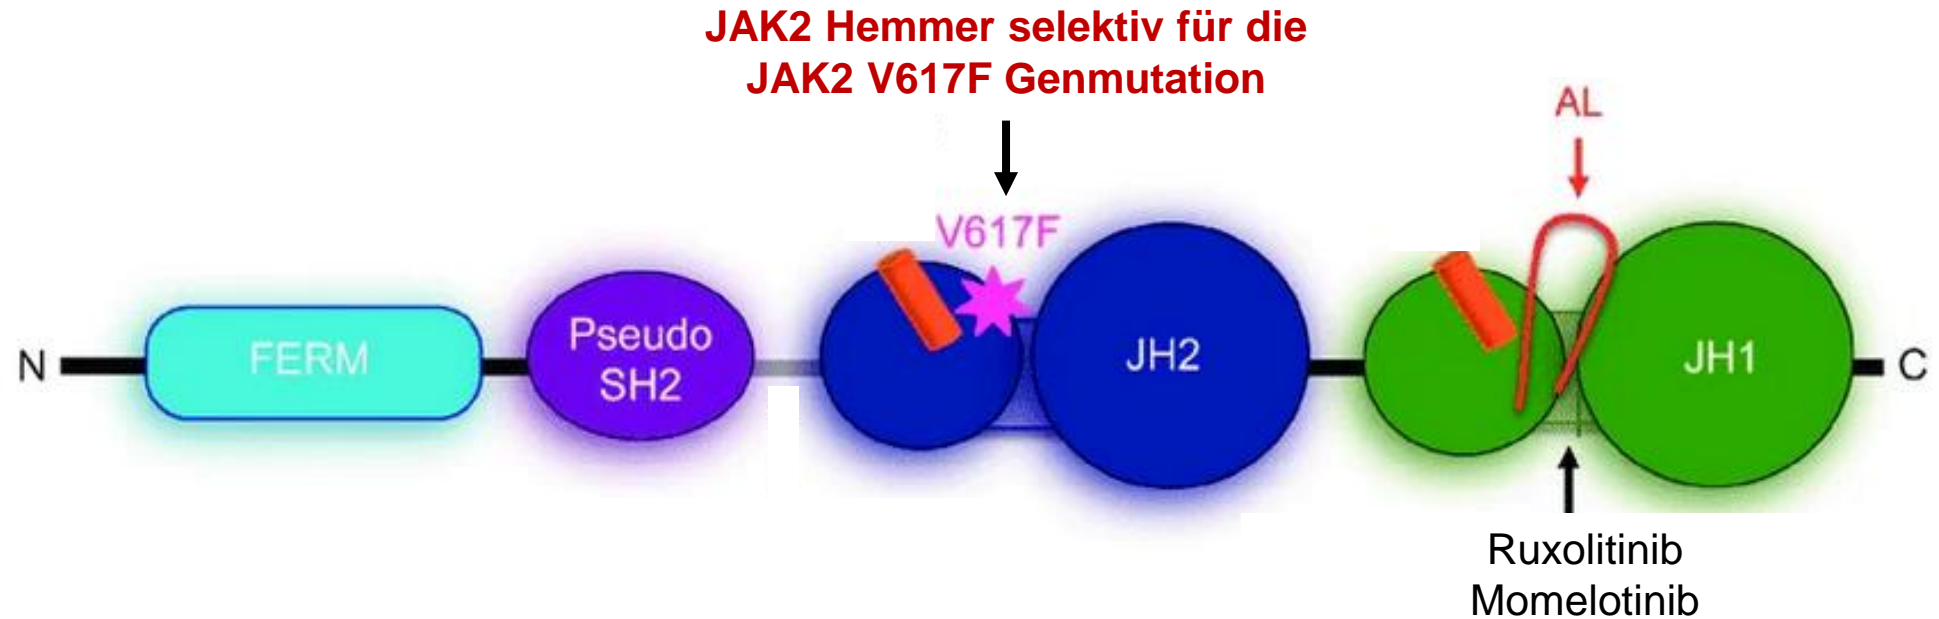 JAK2 Hemmer selektiv für die
JAK2 V617F Genmutation
AL
V617F
N
FERM
Pseudo
SH2
JH2
JH1
C
Ruxolitinib
Momelotinib